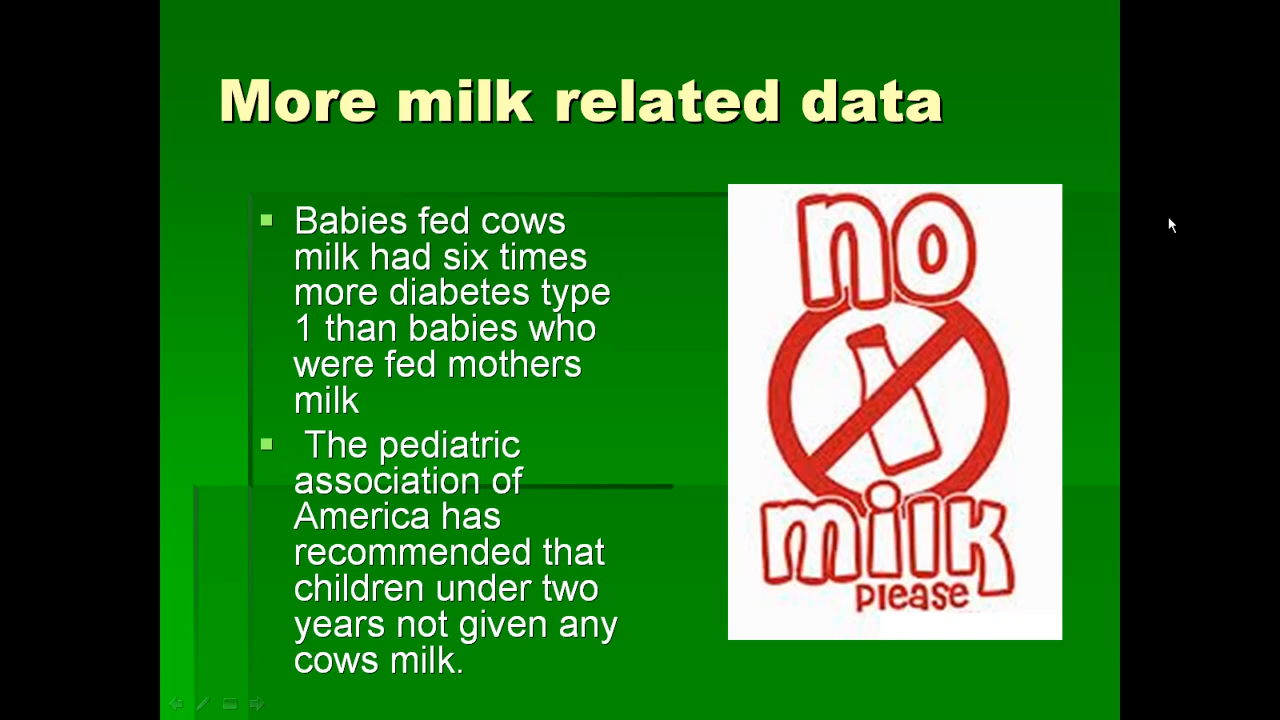 More milk related data
Babies fed cows
milk had six times
more diabetes type
1 than babies who
were fed mothers
milk
The pediatric
association of
America has
recommended that
children under two
years not given any
cows milk.
no
milk
please